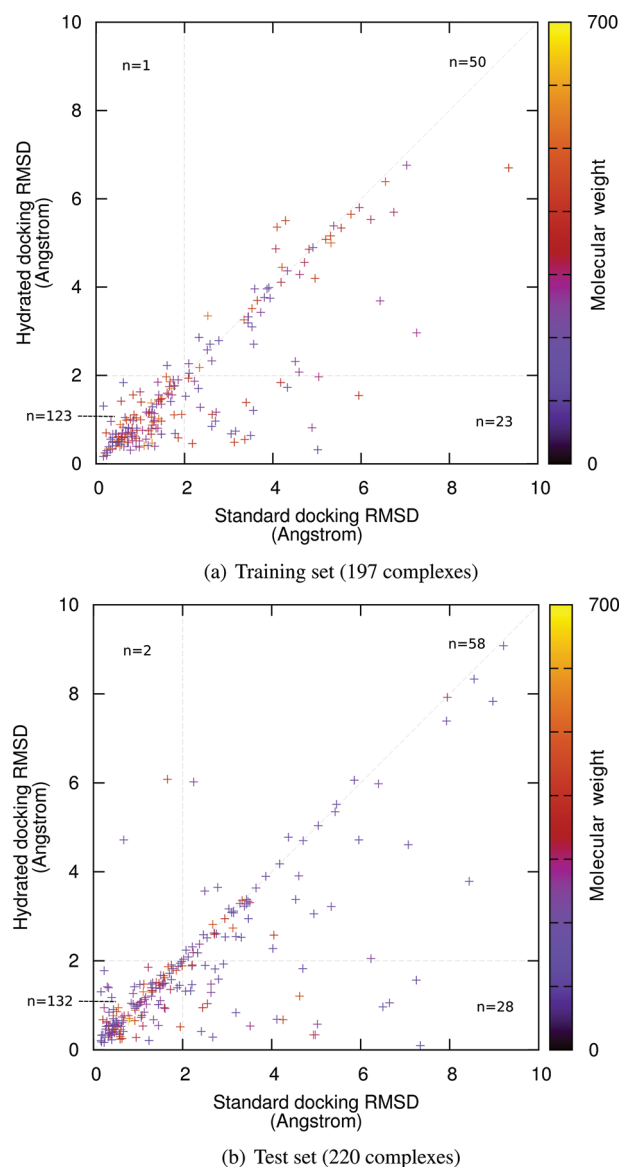 10
8
6
4
2
0
Hydrated docking RMSD
(Angstrom)
n=1
n=50
n=123
n=23
0
2
4
6
8
10
Standard docking RMSD
(Angstrom)
700
Molecular weight
0
(a) Training set (197 complexes)
10
8
6
4
2
0
Hydrated docking RMSD
(Angstrom)
n=2
n=58
n=132
n=28
0
2
4
6
8
10
Standard docking RMSD
(Angstrom)
700
Molecular weight
0
(b) Test set (220 complexes)